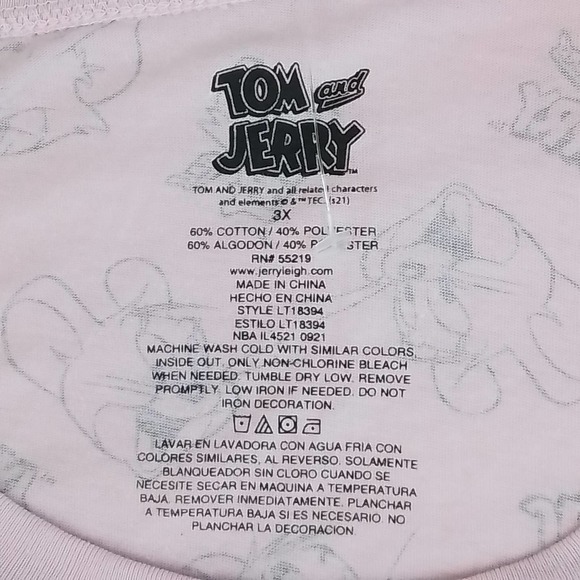 TOM and
JERRY™
TOM AND JERRY and all related characters
and elements © & ™ TEC. (s21)
3X
60% COTTON / 40% POLYESTER
60% ALGODON / 40% POLYESTER
RN# 55219
www.jerryleigh.com
MADE IN CHINA
HECHO EN CHINA
STYLE LT18394
ESTILO LT18394
NBA IL4521 0921
MACHINE WASH COLD WITH SIMILAR COLORS,
INSIDE OUT. ONLY NON-CHLORINE BLEACH
WHEN NEEDED. TUMBLE DRY LOW. REMOVE
PROMPTLY. LOW IRON IF NEEDED. DO NOT
IRON DECORATION.
LAVAR EN LAVADORA CON AGUA FRIA CON
COLORES SIMILARES, AL REVERSO. SOLAMENTE
BLANQUEADOR SIN CLORO CUANDO SE
NECESITE SECAR EN MAQUINA A TEMPERATURA
BAJA. REMOVER INMEDIATAMENTE. PLANCHAR
A TEMPERATURA BAJA SI ES NECESARIO. NO
PLANCHAR LA DECORACION.